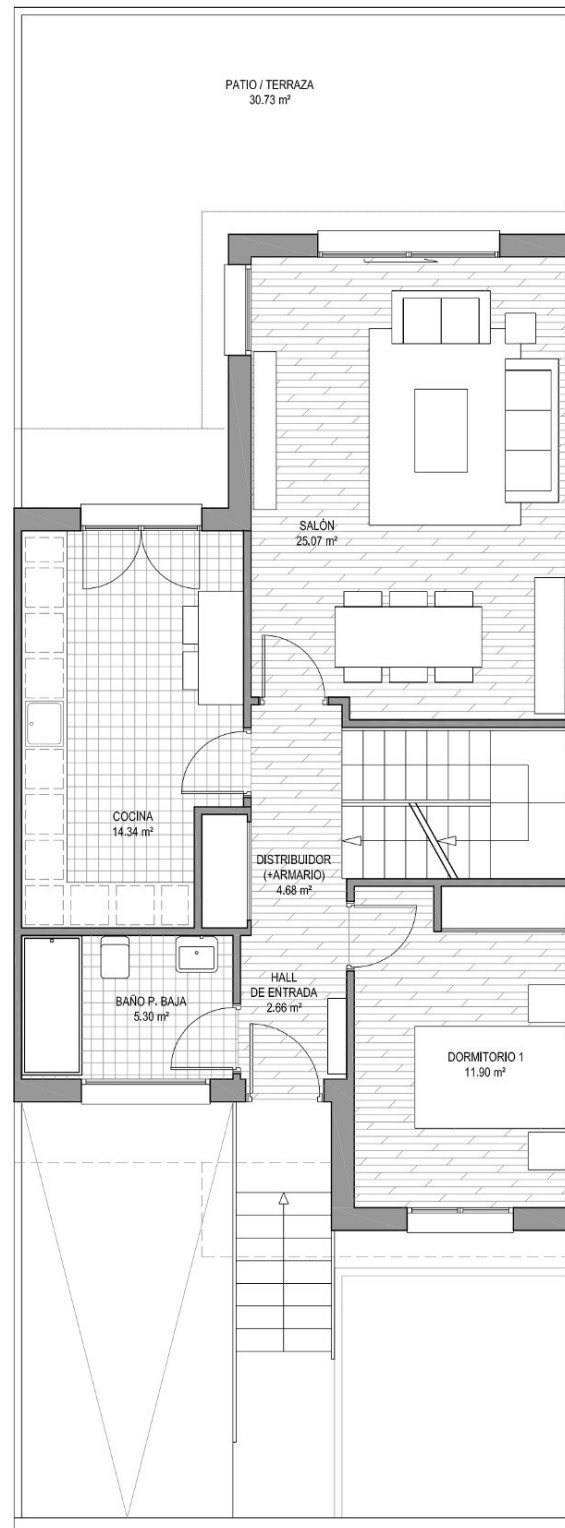 PATIO / TERRAZA
30.73 m²
SALÓN
25.07 m²
COCINA
14.34 m²
DISTRIBUIDOR
(+ARMARIO)
4.68 m²
HALL
DE ENTRADA
2.66 m²
BAÑO P. BAJA
5.30 m²
DORMITORIO 1
11.90 m²